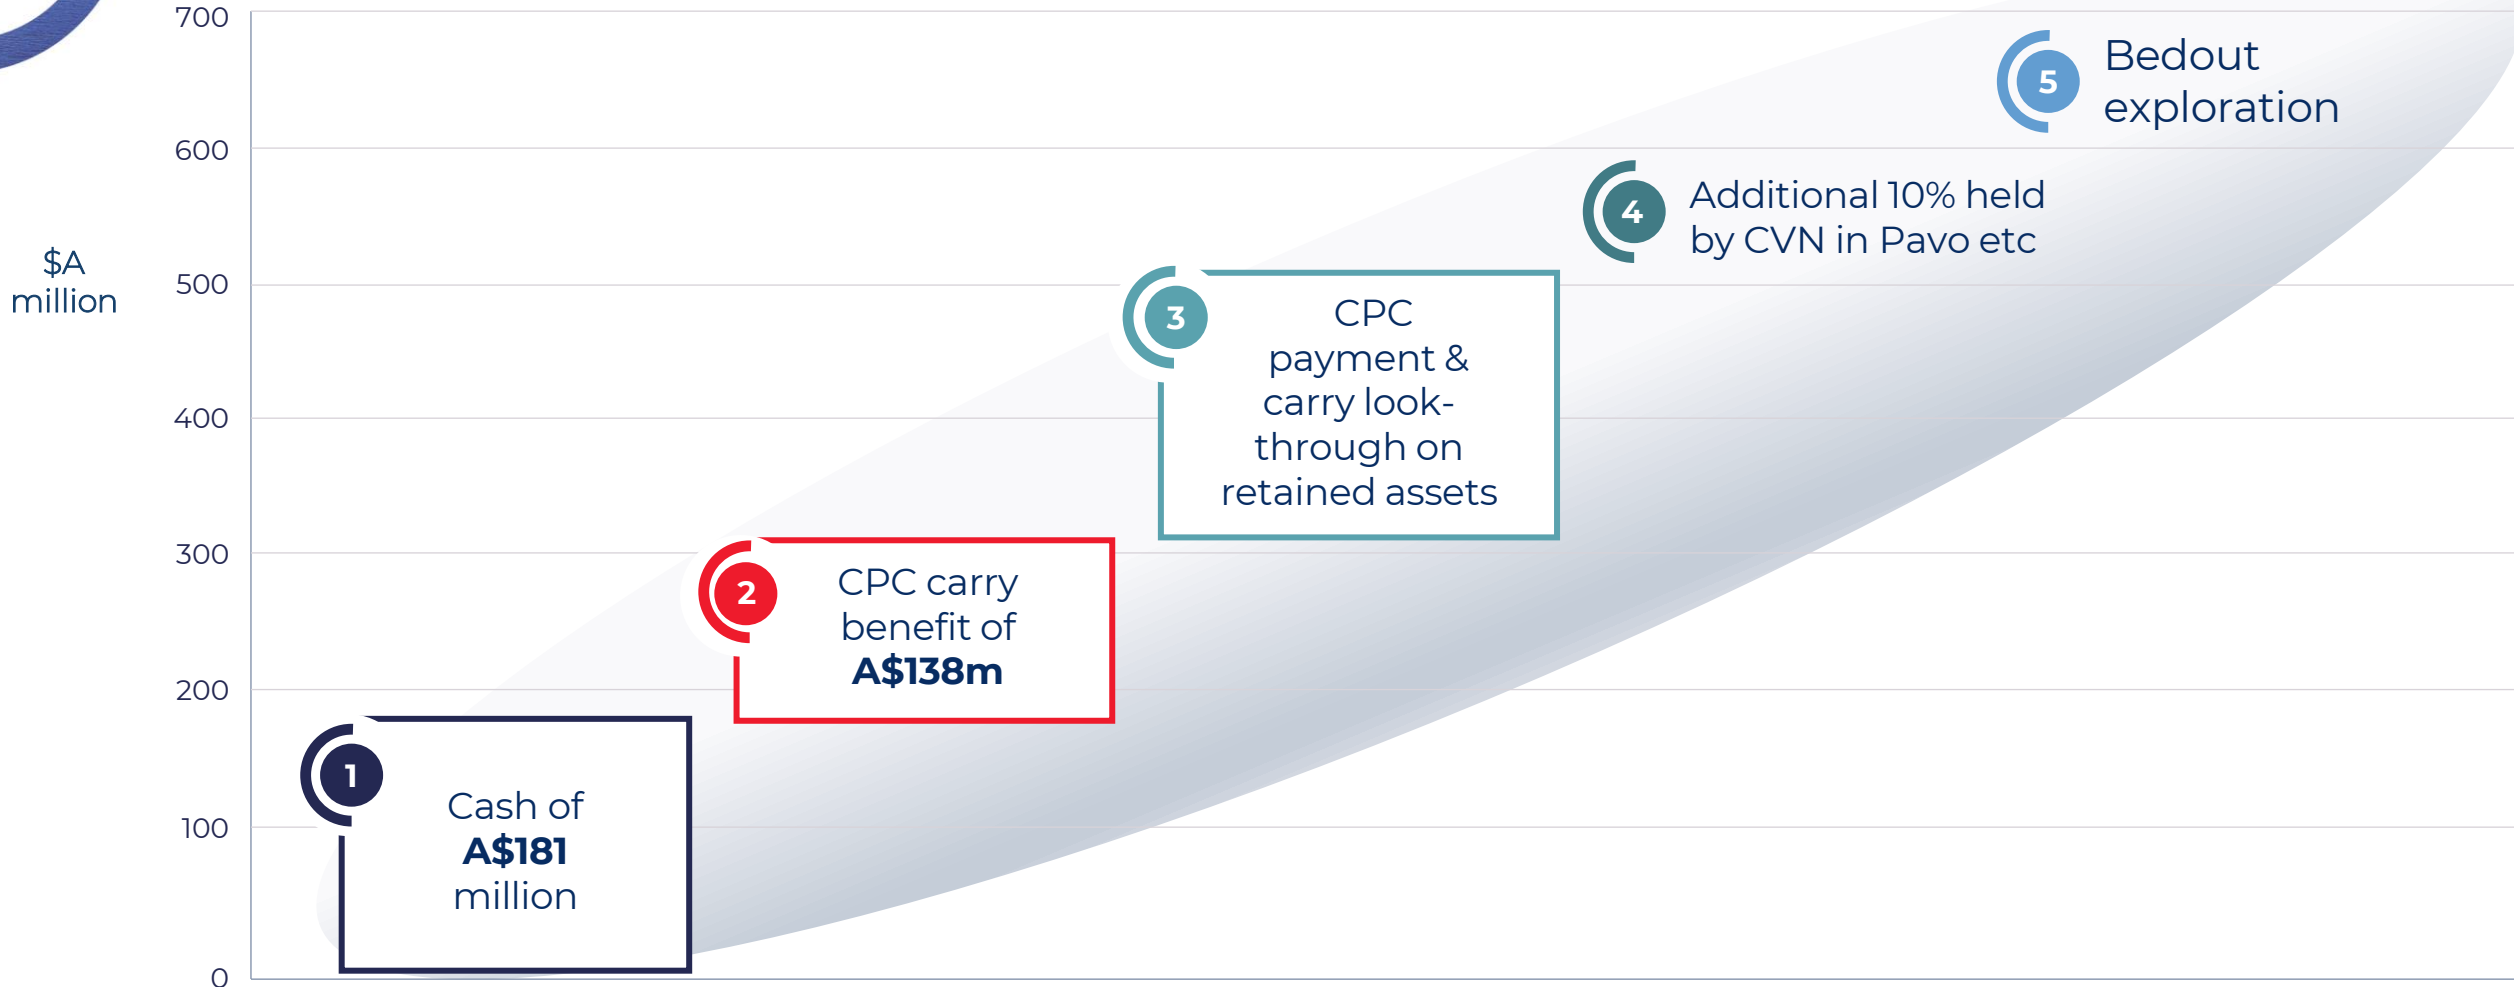 700
600
500
400
300
200
100
0
$A
million
1
Cash of
A$181
million
2
CPC carry
benefit of
A$138m
3
CPC
payment &
carry look-
through on
retained assets
4
Additional 10% held
by CVN in Pavo etc
5
Bedout
exploration